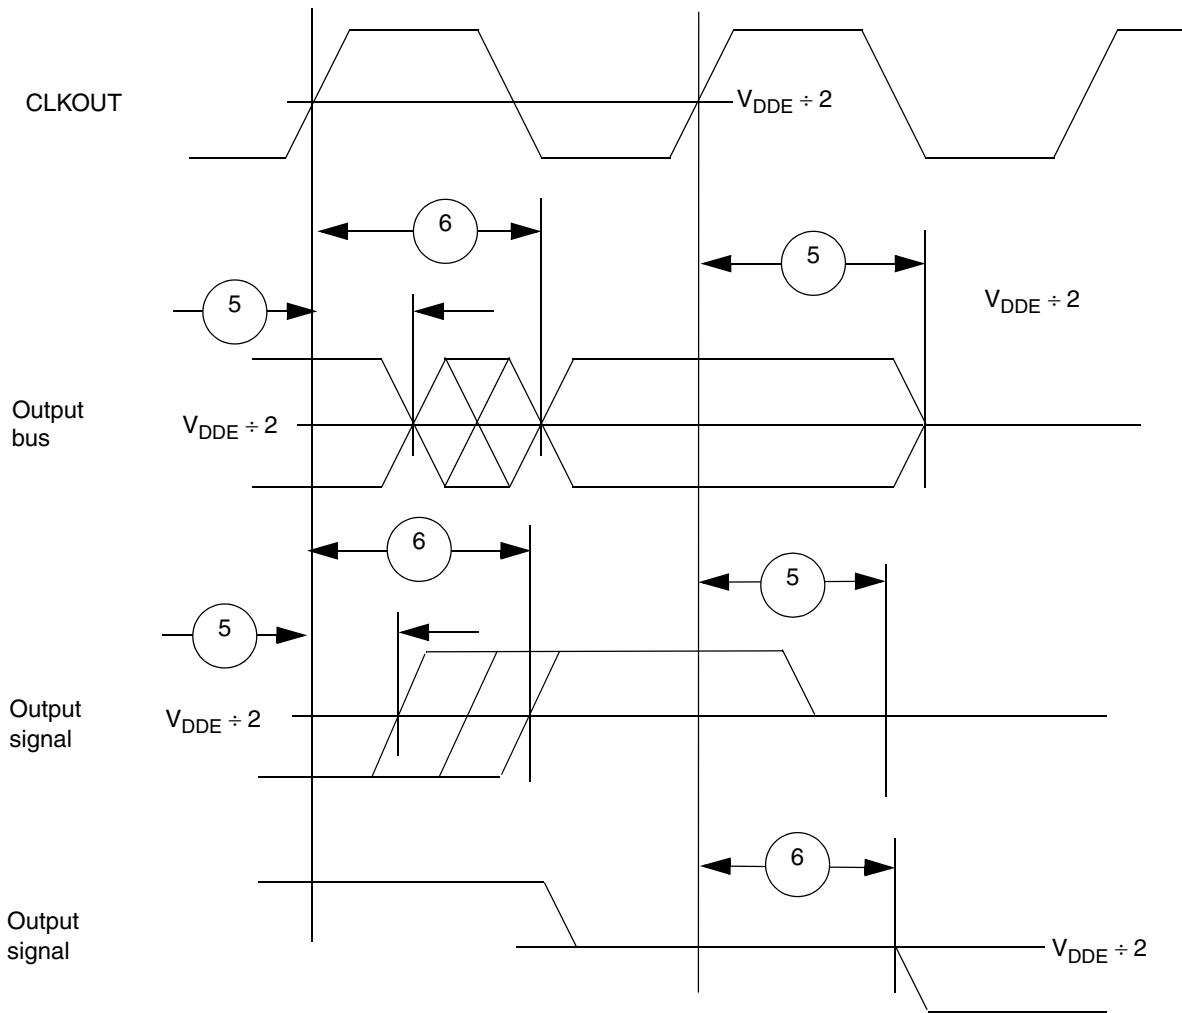 CLKOUT
V_DDE ÷ 2
6
5
5
V_DDE ÷ 2
Output
bus
V_DDE ÷ 2
6
5
5
Output
signal
V_DDE ÷ 2
6
Output
signal
V_DDE ÷ 2